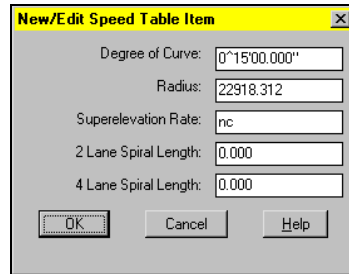 New/Edit Speed Table Item
Degree of Curve: 0^15'00.000"
Radius: 22918.312
Superelevation Rate: nc
2 Lane Spiral Length: 0.000
4 Lane Spiral Length: 0.000
OK Cancel Help